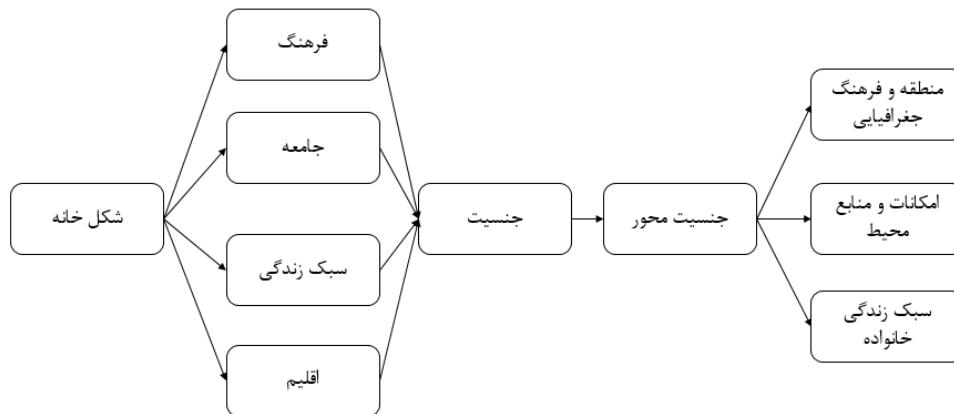 شکل خانه
فرهنگ
جامعه
سبک زندگی
اقلیم
جنسیت
جنسیت محور
منطقه و فرهنگ
جغرافیایی
امکانات و منابع
محیط
سبک زندگی
خانواده